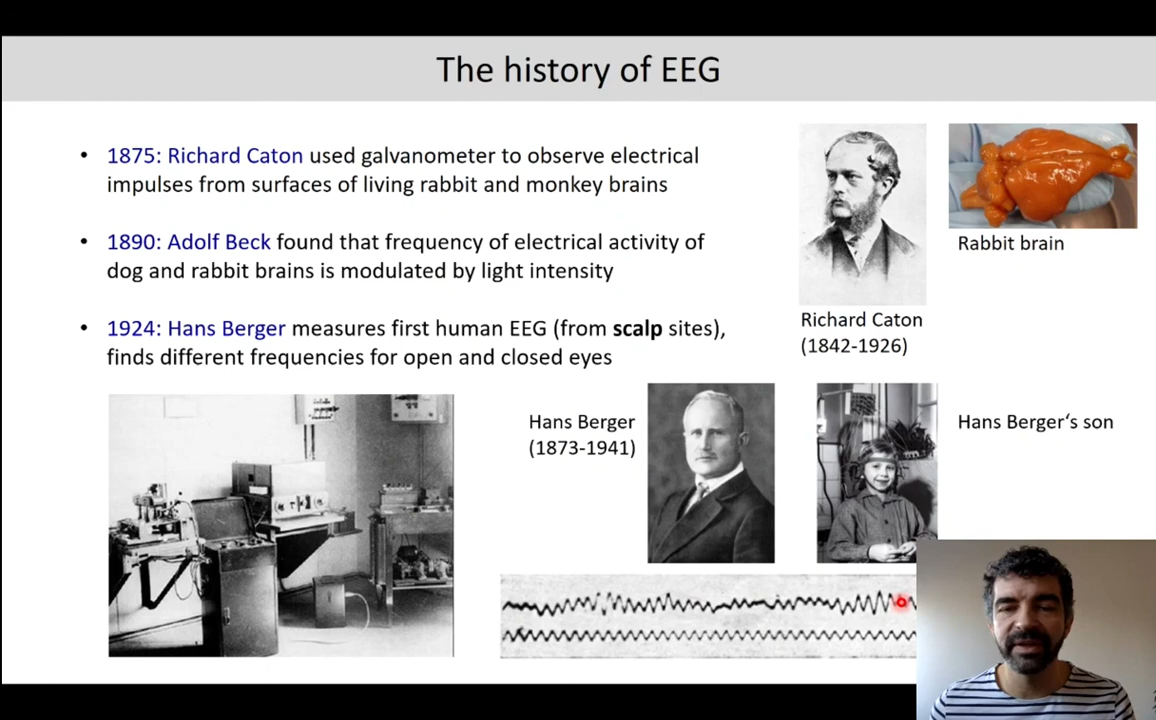 The history of EEG
• 1875: Richard Caton used galvanometer to observe electrical
impulses from surfaces of living rabbit and monkey brains
• 1890: Adolf Beck found that frequency of electrical activity of
dog and rabbit brains is modulated by light intensity
• 1924: Hans Berger measures first human EEG (from scalp sites),
finds different frequencies for open and closed eyes
Rabbit brain
Richard Caton
(1842-1926)
Hans Berger
(1873-1941)
Hans Berger‘s son